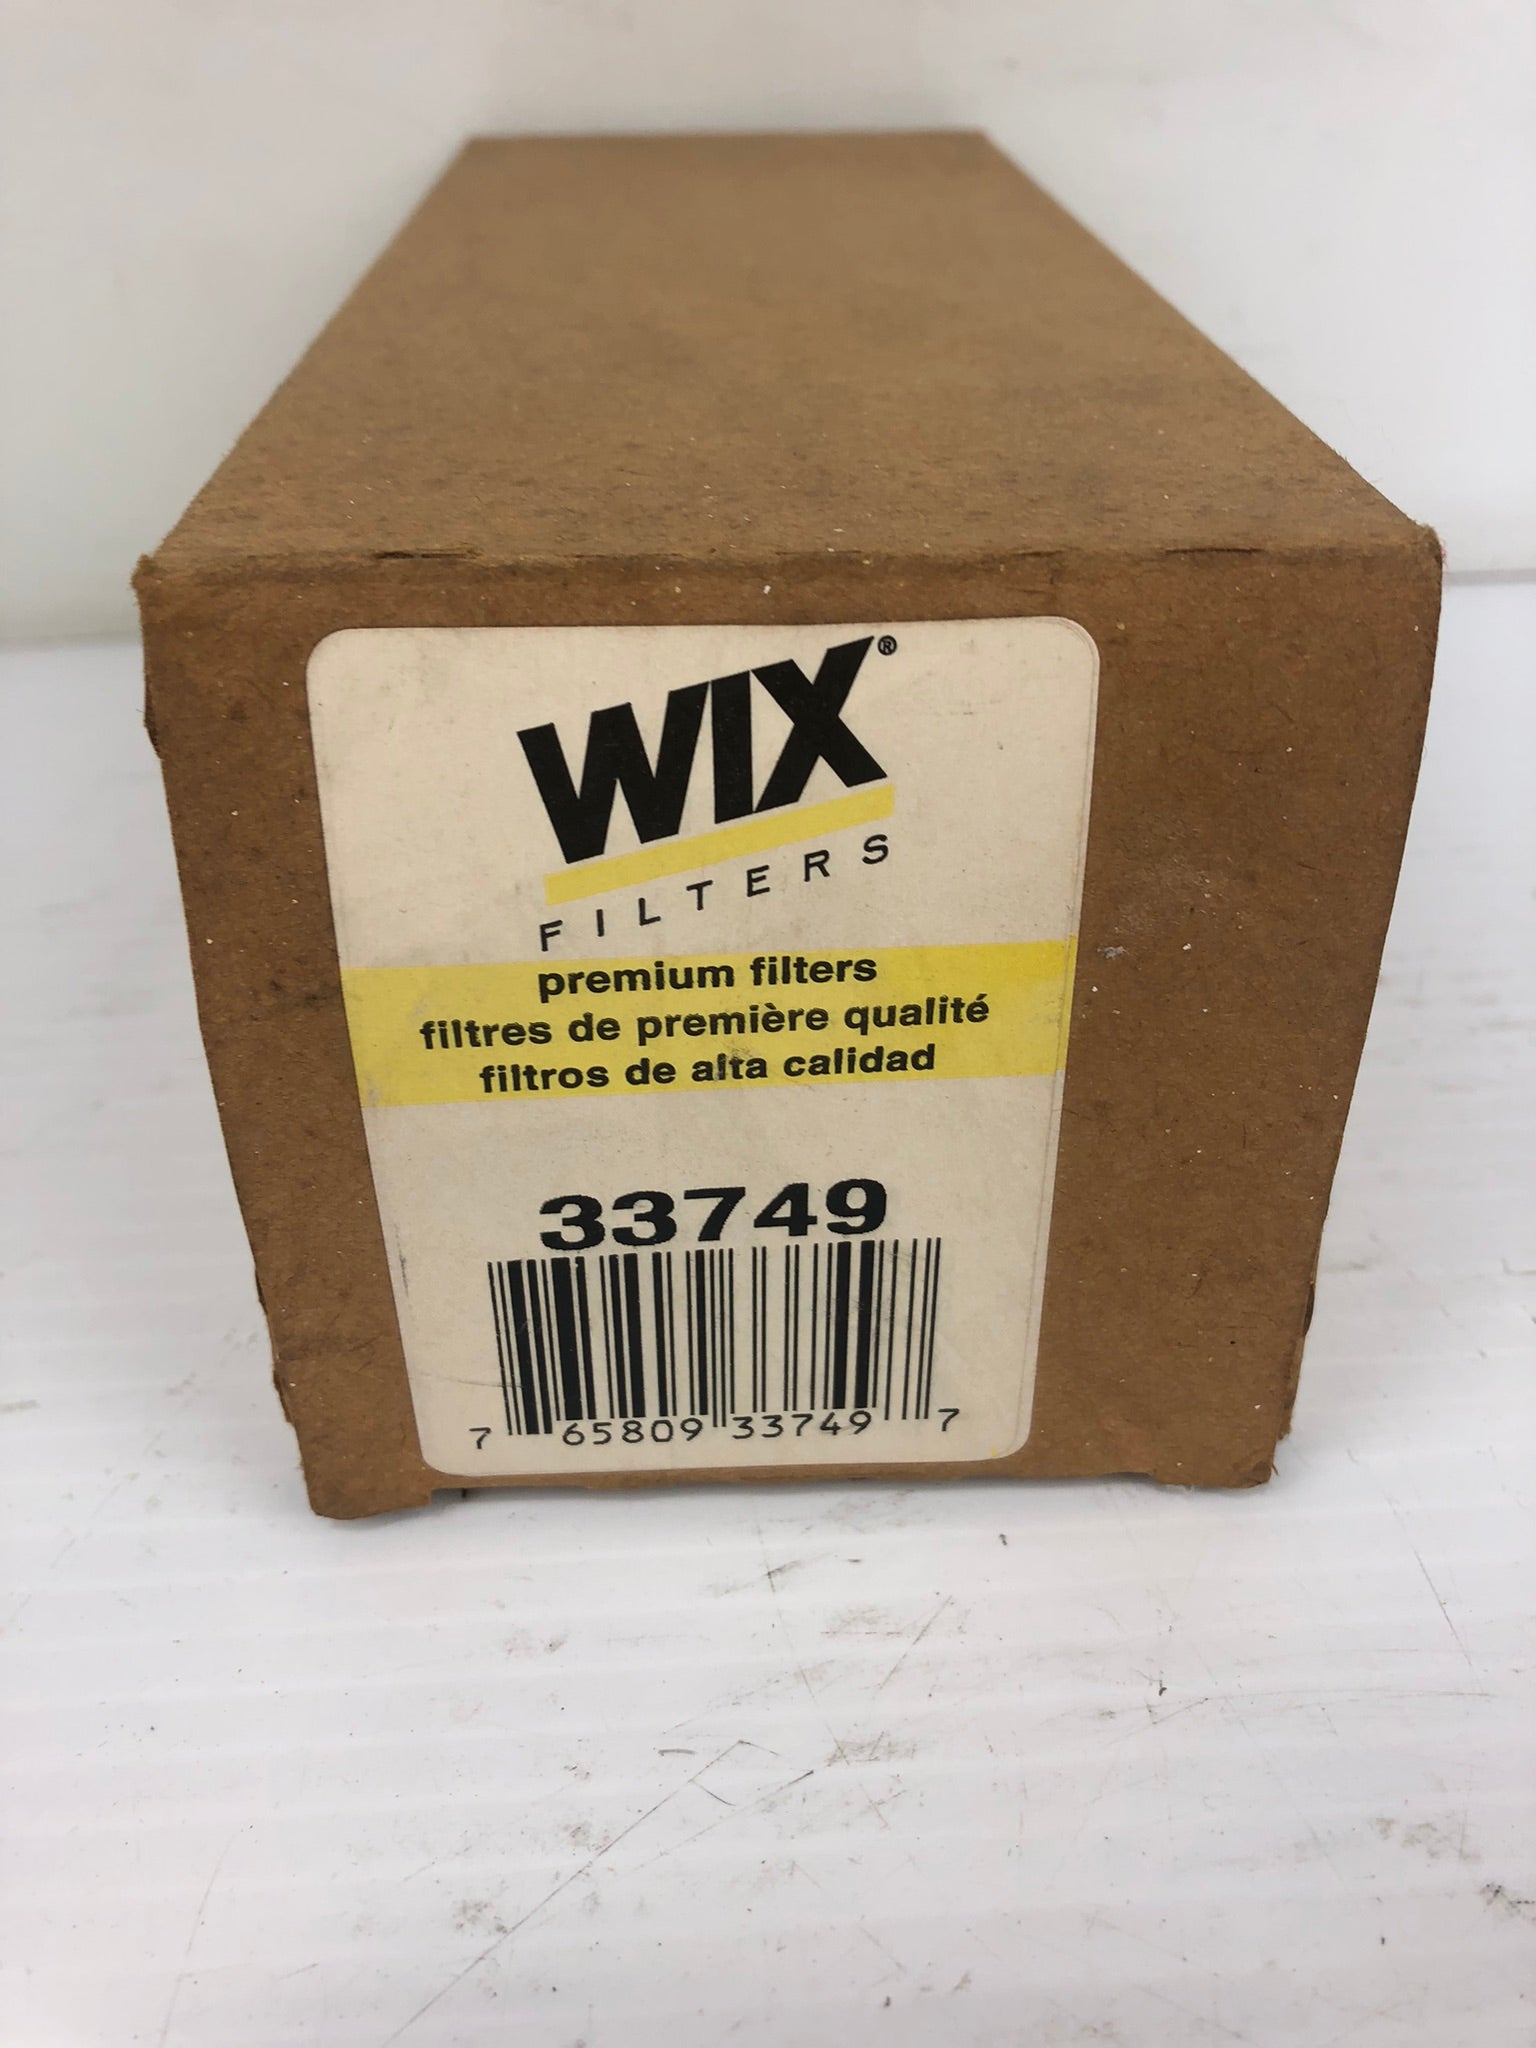 WIX®
FILTERS
premium filters
filtres de première qualité
filtros de alta calidad
33749
7 65809 33749 7